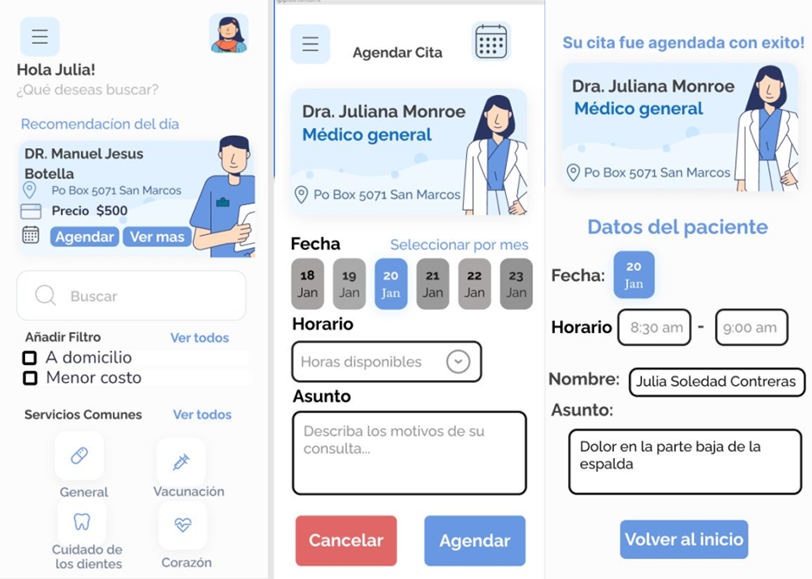 Hola Julia!
¿Qué deseas buscar?
Recomendacíon del día
DR. Manuel Jesus
Botella
Po Box 5071 San Marcos
Precio $500
Agendar
Ver mas
Buscar
Añadir Filtro
Ver todos
A domicilio
Menor costo
Servicios Comunes
Ver todos
General
Vacunación
Cuidado de
los dientes
Corazón
Agendar Cita
Dra. Juliana Monroe
Médico general
Po Box 5071 San Marcos
Fecha
Seleccionar por mes
18
Jan
19
Jan
20
Jan
21
Jan
22
Jan
23
Jan
Horario
Horas disponibles
Asunto
Describa los motivos de su
consulta...
Cancelar
Agendar
Su cita fue agendada con exito!
Dra. Juliana Monroe
Médico general
Po Box 5071 San Marcos
Datos del paciente
Fecha:
20
Jan
Horario
8:30 am
-
9:00 am
Nombre:
Julia Soledad Contreras
Asunto:
Dolor en la parte baja de la
espalda
Volver al inicio